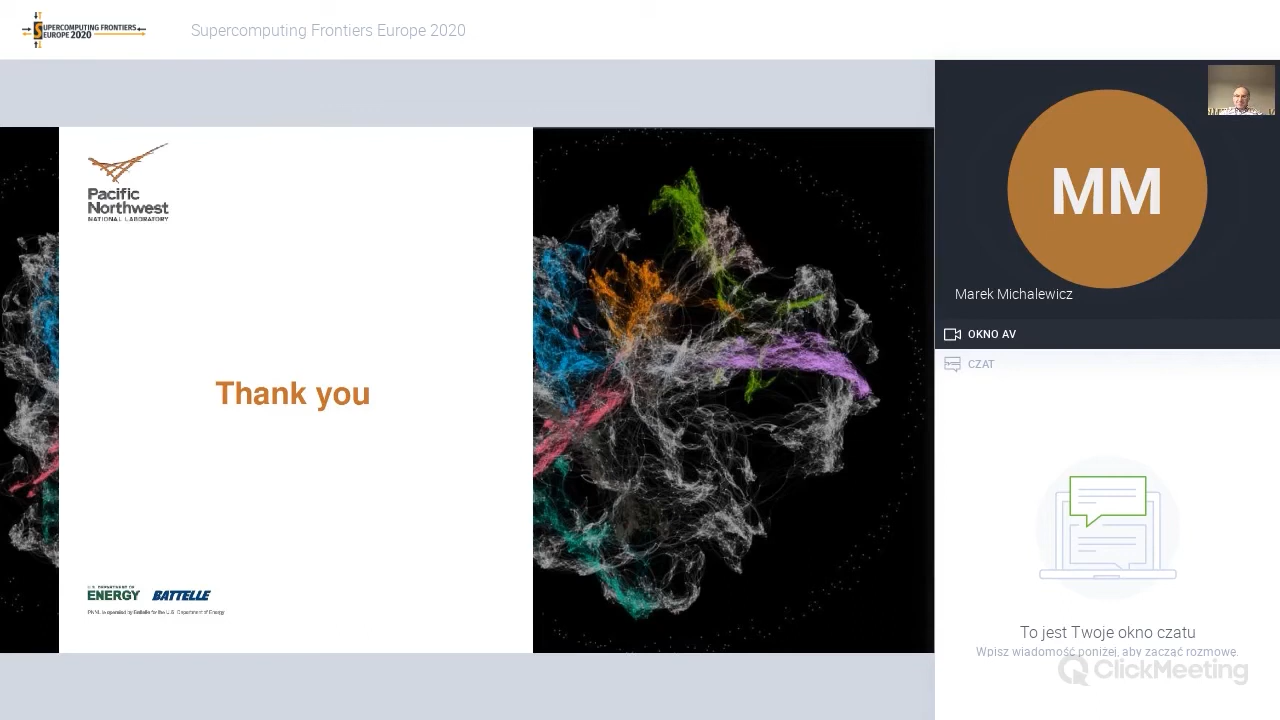 SUPERCOMPUTING FRONTIERS
EUROPE 2020
Supercomputing Frontiers Europe 2020
Pacific
Northwest
NATIONAL LABORATORY
Thank you
U.S. DEPARTMENT OF
ENERGY BATTELLE
PNNL is operated by Battelle for the U.S. Department of Energy
MM
Marek Michalewicz
OKNO AV
CZAT
To jest Twoje okno czatu
Wpisz wiadomość poniżej, aby zacząć rozmowę.
ClickMeeting